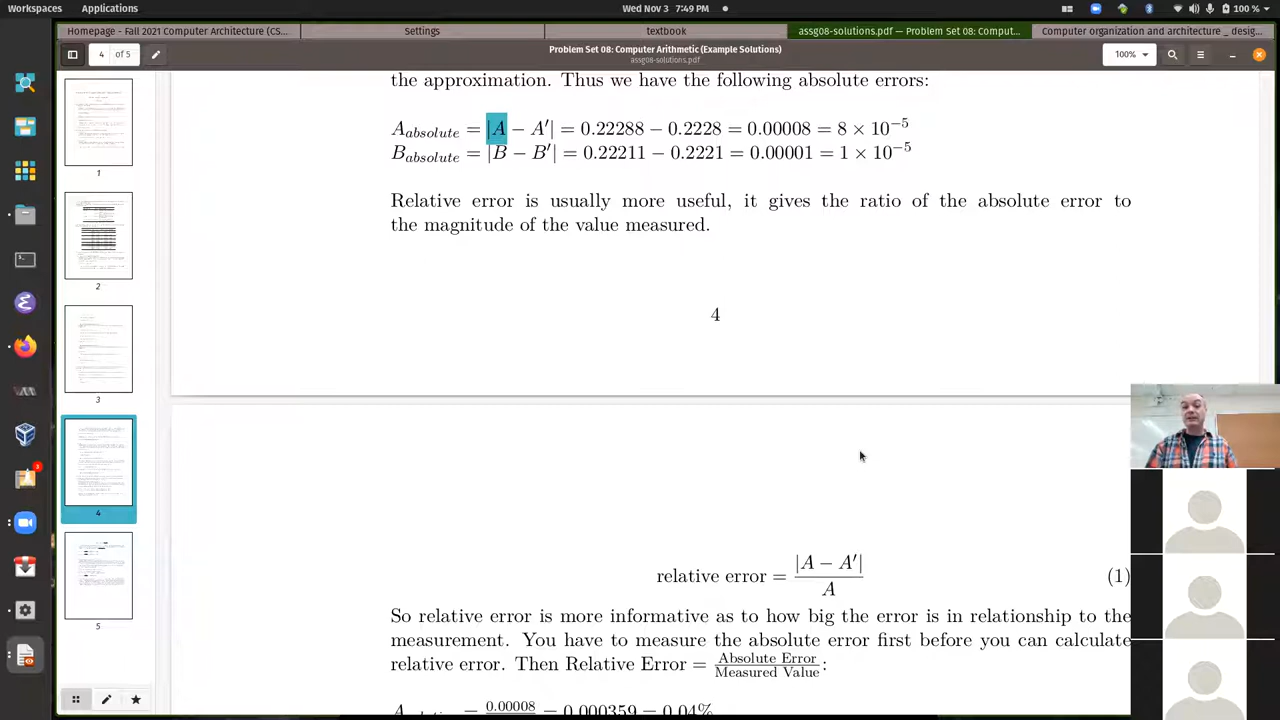 Workspaces Applications Wed Nov 3 7:49 PM 100 %
Homepage - Fall 2021 Computer Architecture (CS... Settings textbook assg08-solutions.pdf — Problem Set 08: Comput... Computer organization and architecture _ desig...
4 of 5 Problem Set 08: Computer Arithmetic (Example Solutions) 100%
assg08-solutions.pdf
the approximation. Thus we have the following absolute errors:
A_absolute = |A − A′| = 0.22288 − 0.2228 = 0.00008 = 8 × 10^−5
B_absolute = |B − B′| = 0.22211 − 0.2221 = 0.00001 = 1 × 10^−5
Relative error is usually more useful, it gives the ratio of the absolute error to
the magnitude of the value measured.
4
relative error = |A − A′| / A (1)
So relative error is more informative as to how big the error is in relationship to the
measurement. You have to measure the absolute error first before you can calculate
relative error. Then Relative Error = Absolute Error / Measured Value:
= 0.00008 = 0.000359 = 0.04%
1
2
3
4
5
3